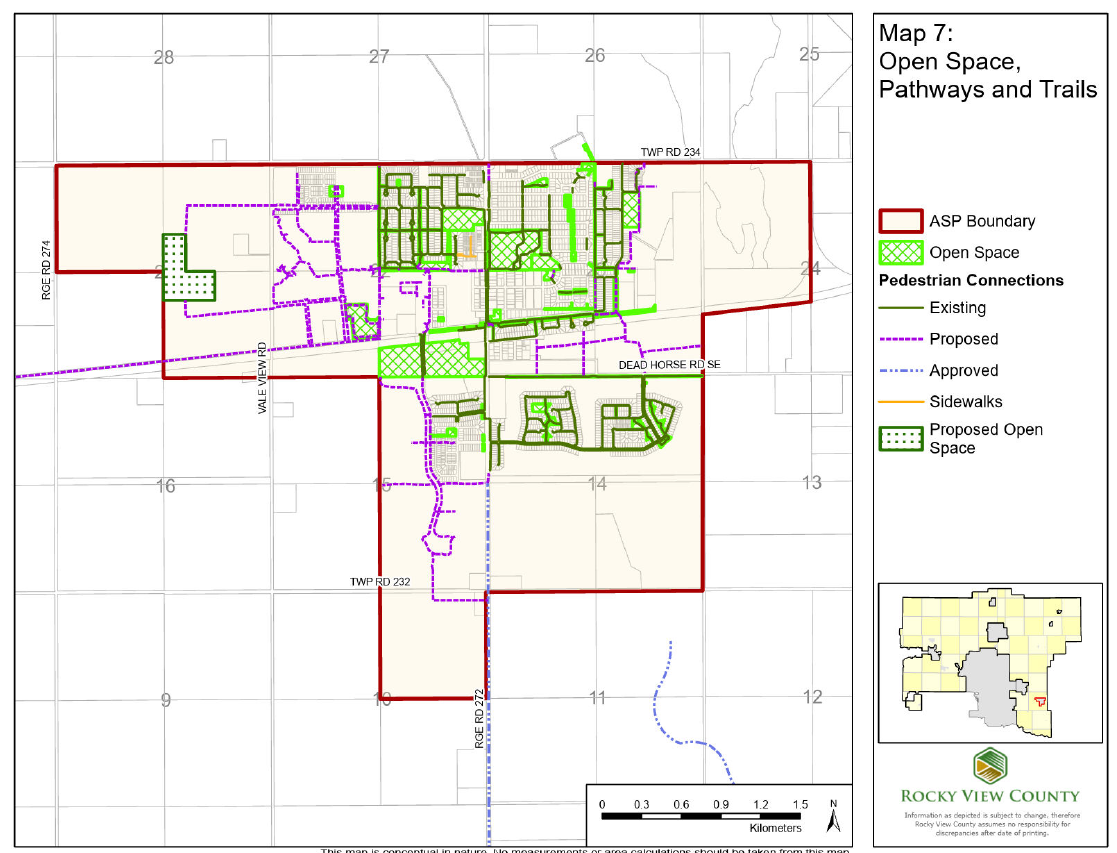 Map 7:
Open Space,
Pathways and Trails
28
27
26
25
TWP RD 234
RGE RD 274
24
VALE VIEW RD
DEAD HORSE RD SE
16
15
14
13
TWP RD 232
9
10
11
12
RGE RD 272
ASP Boundary
Open Space
Pedestrian Connections
Existing
Proposed
Approved
Sidewalks
Proposed Open
Space
0 0.3 0.6 0.9 1.2 1.5
Kilometers
N
ROCKY VIEW COUNTY
Information as depicted is subject to change, therefore
Rocky View County assumes no responsibility for
discrepancies after date of printing.
This map is conceptual in nature. No measurements or area calculations should be taken from this map